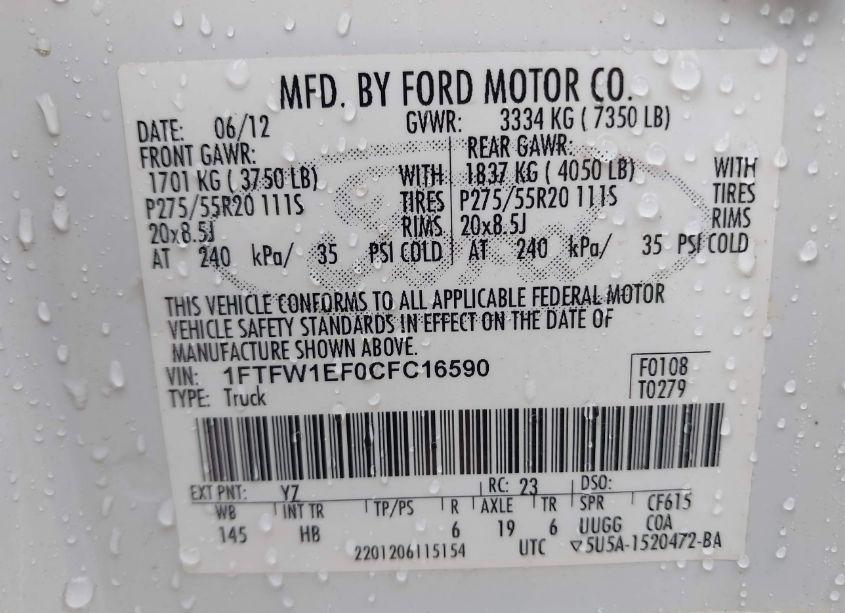 MFD. BY FORD MOTOR CO.
DATE: 06/12 GVWR: 3334 KG ( 7350 LB)
FRONT GAWR: REAR GAWR:
1701 KG ( 3750 LB) WITH 1837 KG ( 4050 LB) WITH
P275/55R20 111S TIRES P275/55R20 111S TIRES
20x8.5J RIMS 20x8.5J RIMS
AT 240 kPa/ 35 PSI COLD AT 240 kPa/ 35 PSI COLD
Ford
THIS VEHICLE CONFORMS TO ALL APPLICABLE FEDERAL MOTOR
VEHICLE SAFETY STANDARDS IN EFFECT ON THE DATE OF
MANUFACTURE SHOWN ABOVE.
VIN: 1FTFW1EF0CFC16590 F0108
TYPE: Truck T0279
EXT PNT: YZ RC: 23 DSO:
WB INT TR TP/PS R AXLE TR SPR CF615
145 HB 6 19 6 UUGG COA
2201206115154 UTC ▽5U5A-1520472-BA